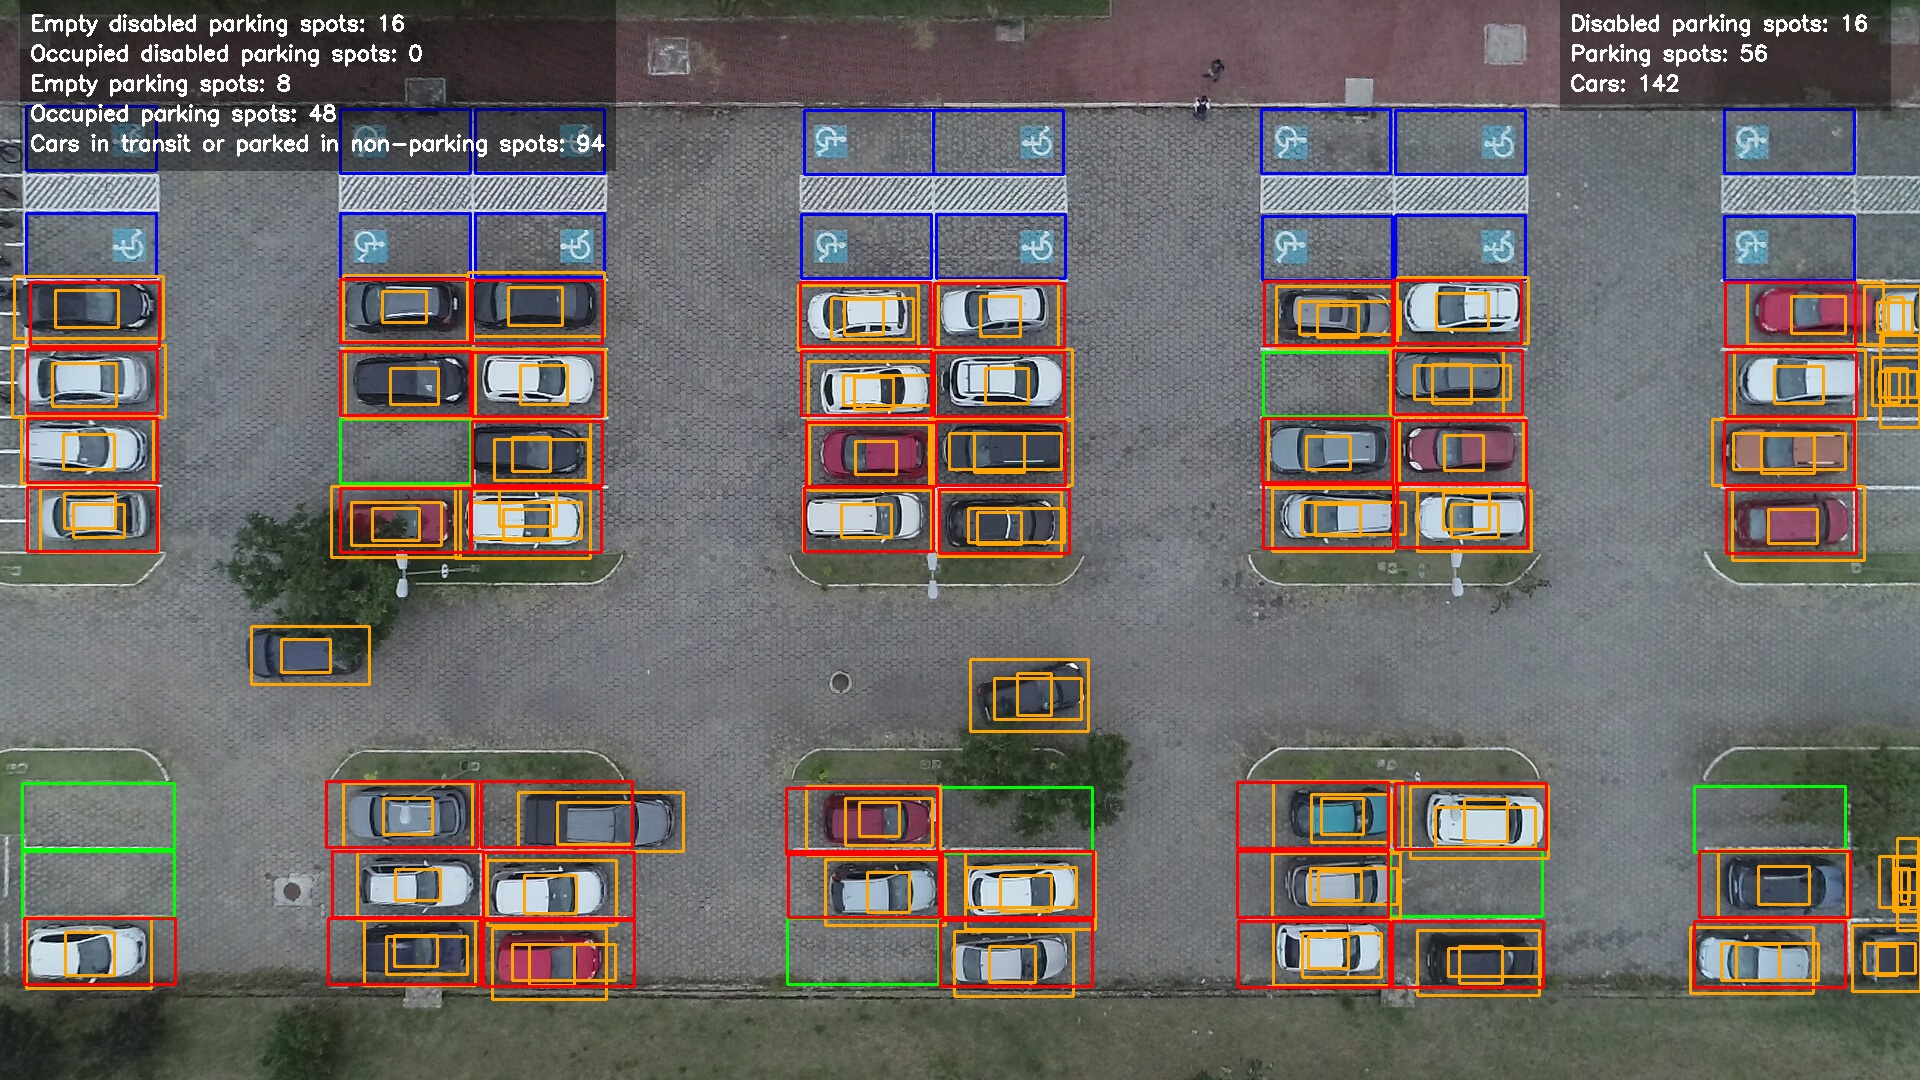 Empty disabled parking spots: 16
Occupied disabled parking spots: 0
Empty parking spots: 8
Occupied parking spots: 48
Cars in transit or parked in non-parking spots: 94
Disabled parking spots: 16
Parking spots: 56
Cars: 142